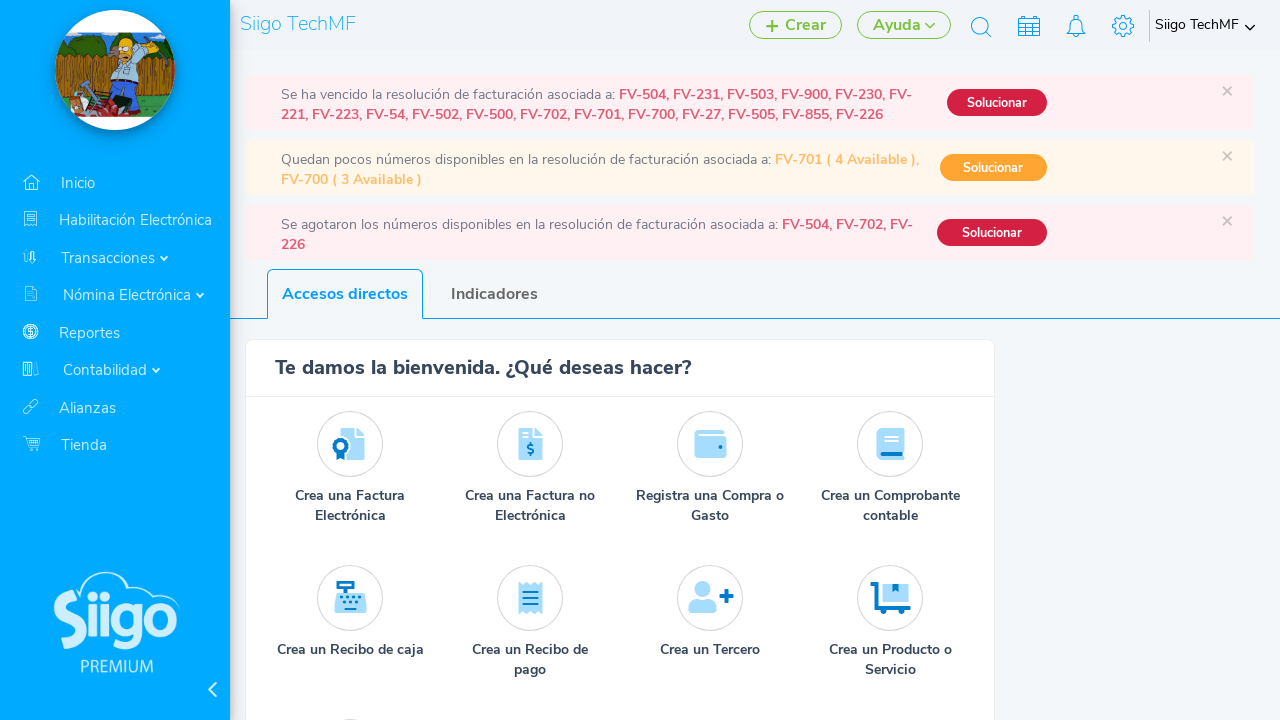 Siigo TechMF
Crear
Ayuda
Siigo TechMF
Se ha vencido la resolución de facturación asociada a: FV-504, FV-231, FV-503, FV-900, FV-230, FV-
221, FV-223, FV-54, FV-502, FV-500, FV-702, FV-701, FV-700, FV-27, FV-505, FV-855, FV-226
Solucionar
×
Quedan pocos números disponibles en la resolución de facturación asociada a: FV-701 ( 4 Available ),
FV-700 ( 3 Available )
Solucionar
×
Se agotaron los números disponibles en la resolución de facturación asociada a: FV-504, FV-702, FV-
226
Solucionar
×
Inicio
Habilitación Electrónica
Transacciones
Nómina Electrónica
Reportes
Contabilidad
Alianzas
Tienda
Siigo
PREMIUM
Accesos directos
Indicadores
Te damos la bienvenida. ¿Qué deseas hacer?
Crea una Factura
Electrónica
Crea una Factura no
Electrónica
Registra una Compra o
Gasto
Crea un Comprobante
contable
Crea un Recibo de caja
Crea un Recibo de
pago
Crea un Tercero
Crea un Producto o
Servicio